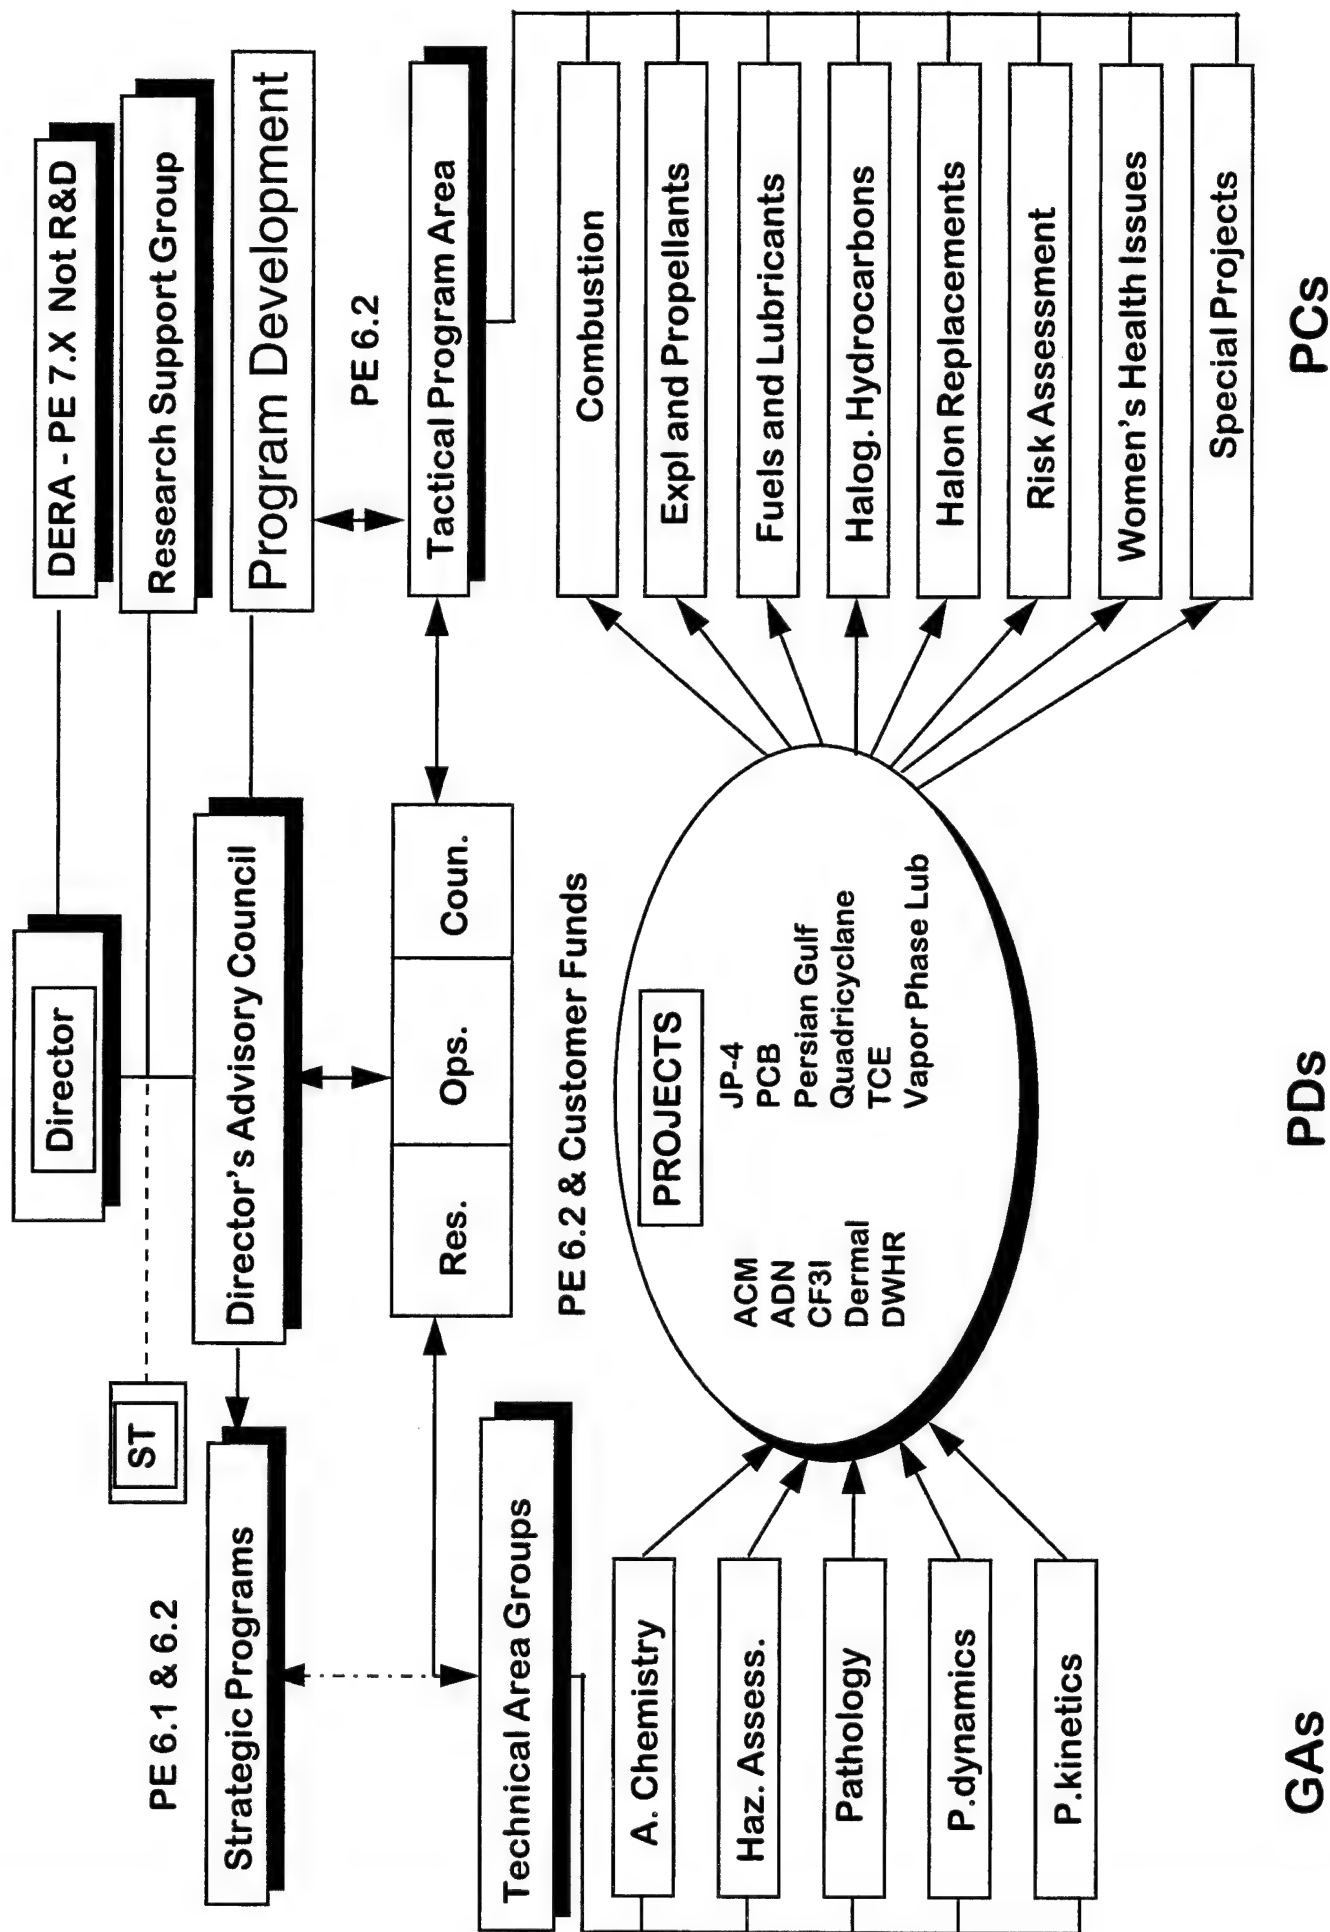 Director
DERA - PE 7.X Not R&D
ST
Research Support Group
PE 6.1 & 6.2
Strategic Programs
Director's Advisory Council
Program Development
PE 6.2
Res.
Ops.
Coun.
Tactical Program Area
Technical Area Groups
PE 6.2 & Customer Funds
A. Chemistry
Haz. Assess.
Pathology
P.dynamics
P.kinetics
PROJECTS
ACM
ADN
CF3I
Dermal
DWHR
JP-4
PCB
Persian Gulf
Quadricyclane
TCE
Vapor Phase Lub
Combustion
Expl and Propellants
Fuels and Lubricants
Halog. Hydrocarbons
Halon Replacements
Risk Assessment
Women's Health Issues
Special Projects
GAs
PDs
PCs